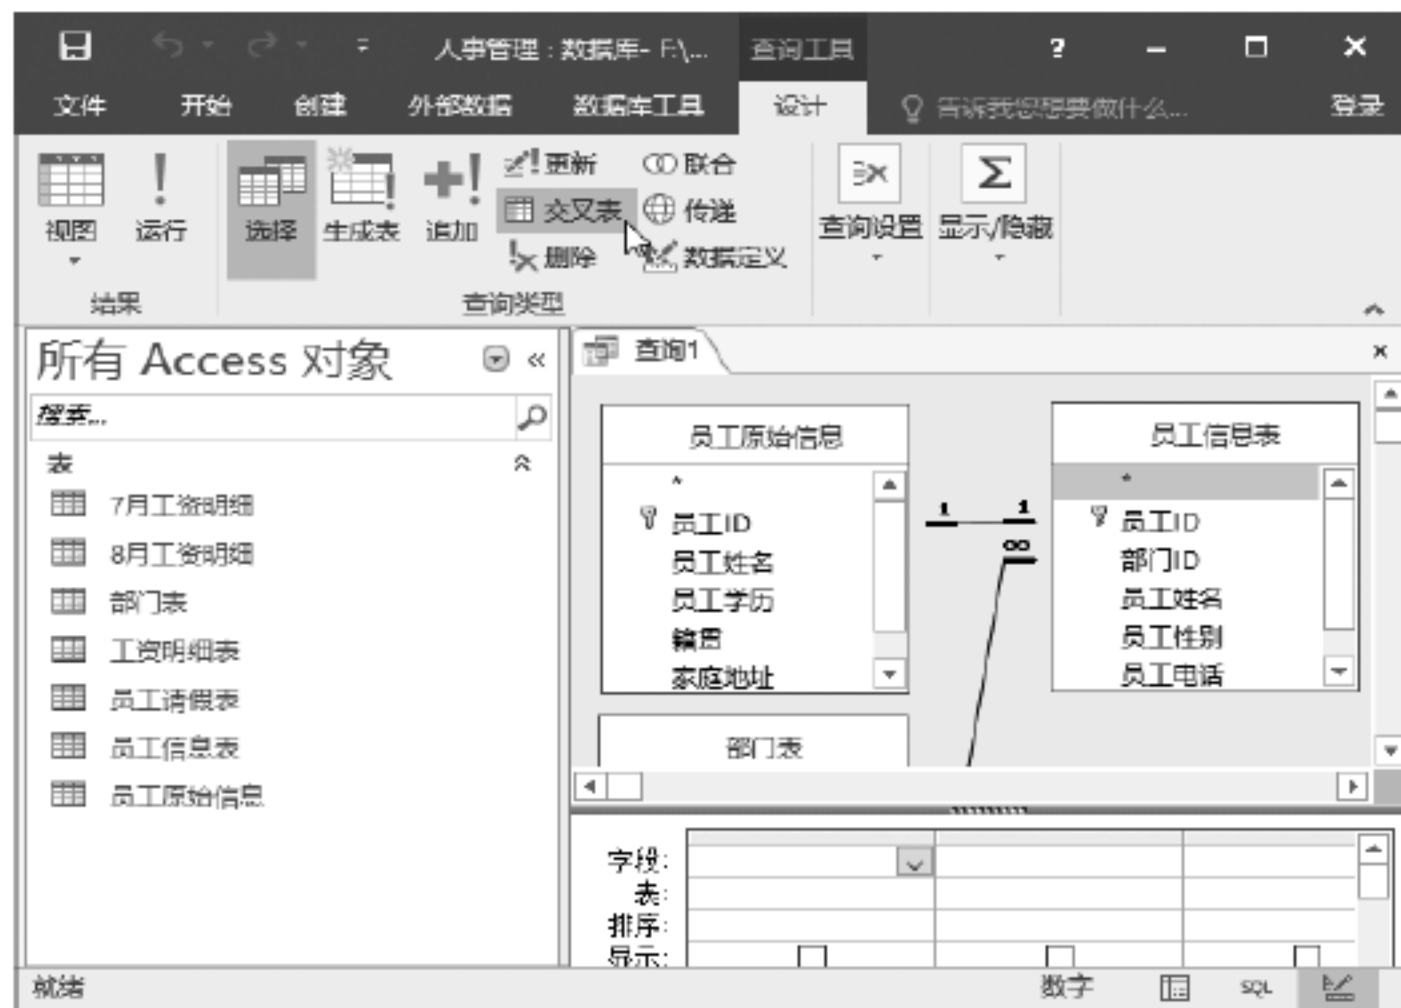 人事管理 : 数据库- F:\... 查询工具 ?
文件 开始 创建 外部数据 数据库工具 设计 告诉我您想要做什么... 登录
视图 运行 选择 生成表 追加 更新 交叉表 删除 联合 传递 数据定义 查询设置 显示/隐藏
结果 查询类型
所有 Access 对象
搜索...
表
7月工资明细
8月工资明细
部门表
工资明细表
员工请假表
员工信息表
员工原始信息
查询1
员工原始信息
*
员工ID
员工姓名
员工学历
籍贯
家庭地址
1 1
∞
员工信息表
*
员工ID
部门ID
员工姓名
员工性别
员工电话
部门表
字段:
表:
排序:
显示:
就绪 数字 SQL